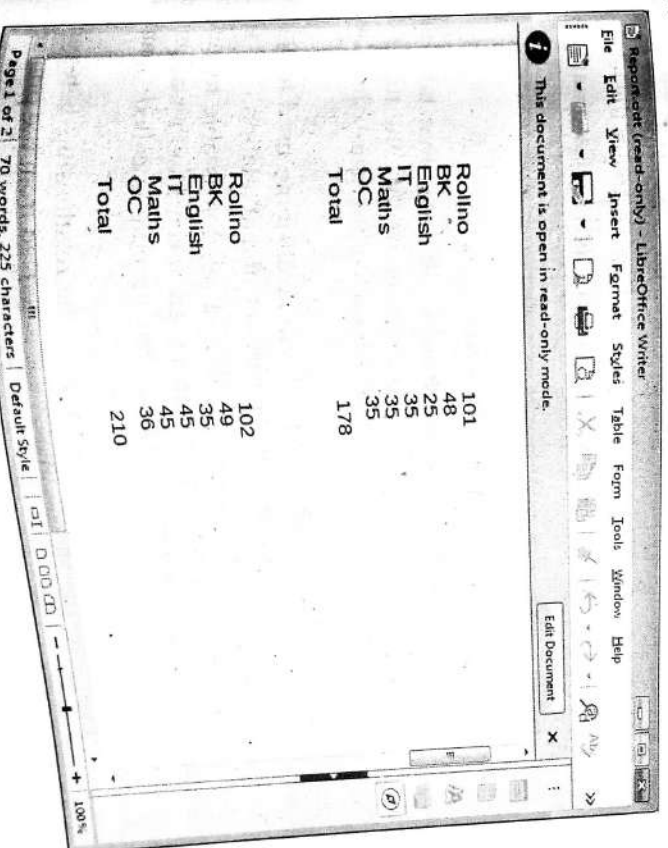 Report.odt (read-only) - LibreOffice Writer
File Edit View Insert Format Styles Table Form Tools Window Help
This document is open in read-only mode.
Edit Document
Rollno 101
BK 48
English 25
IT 35
Maths 35
OC 35
Total 178
Rollno 102
BK 49
English 35
IT 45
Maths 45
OC 36
Total 210
Page 1 of 2 70 words, 225 characters Default Style 100%